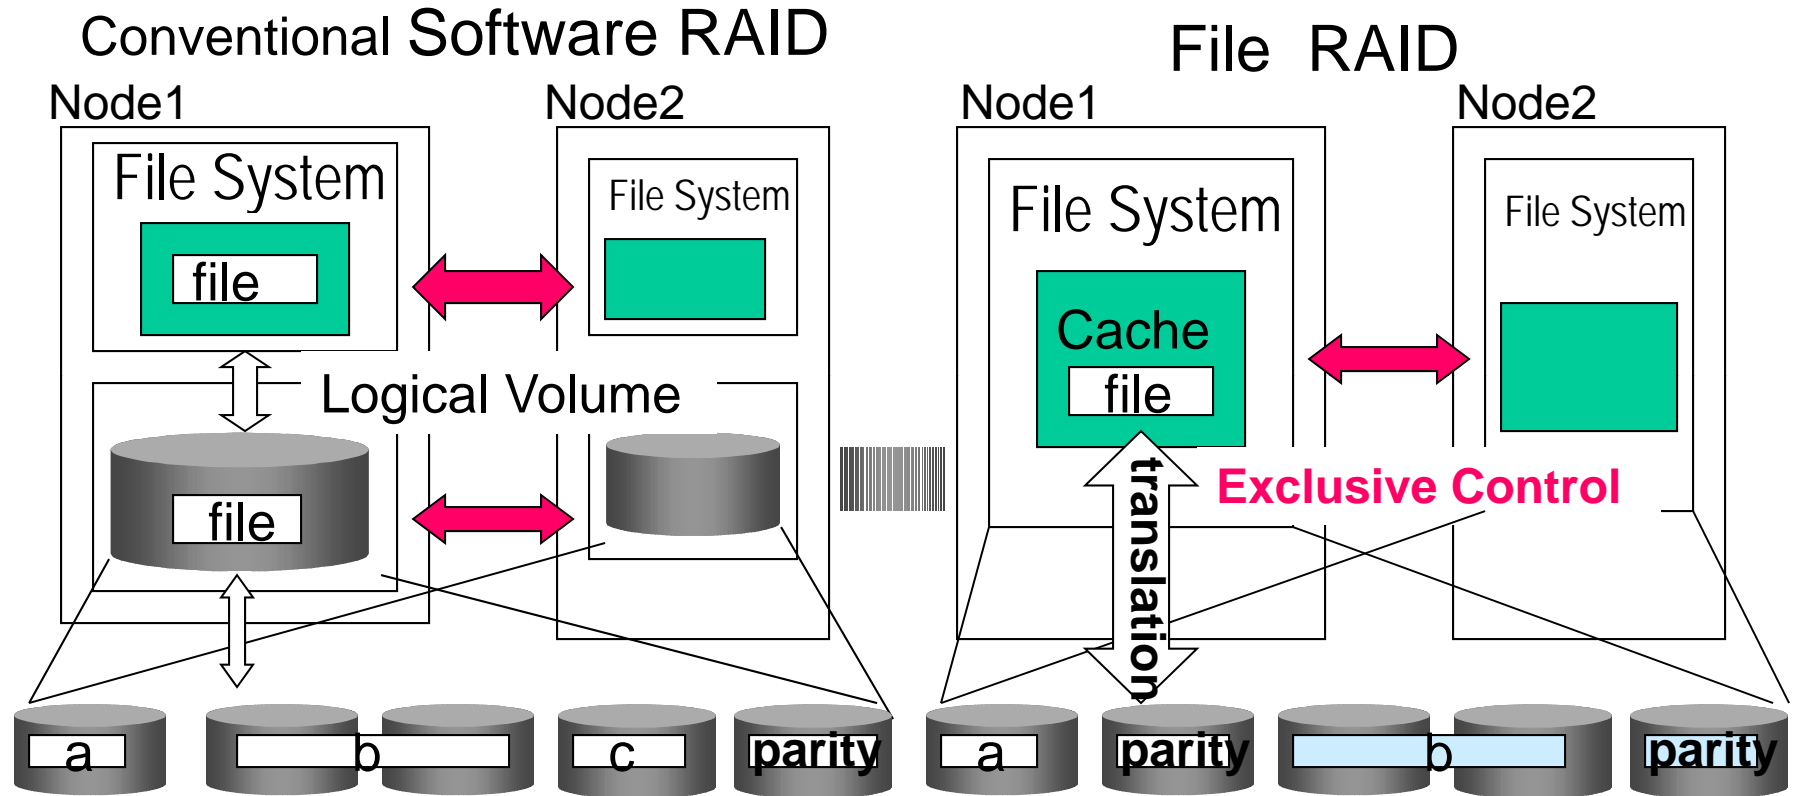 Conventional Software RAID
Node1
Node2
File System
file
File System
Logical Volume
file
a
b
c
parity
File RAID
Node1
Node2
File System
Cache
file
File System
Exclusive Control
translation
a
parity
b
parity